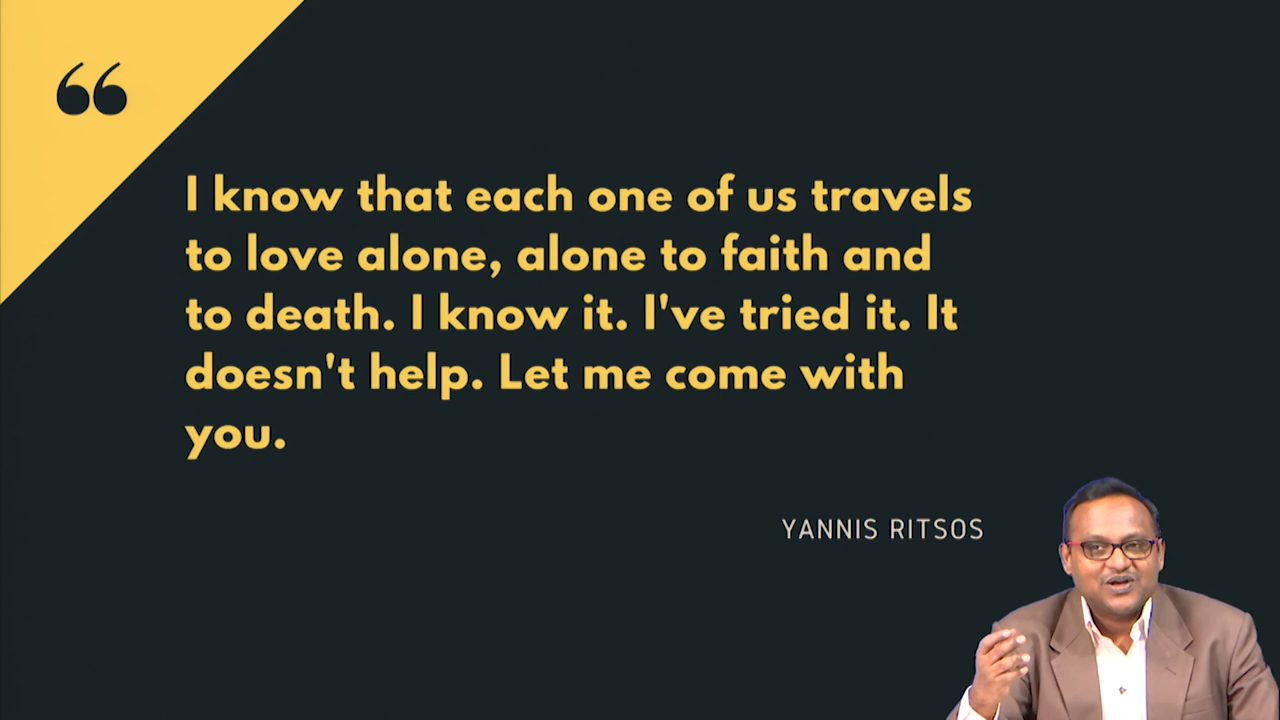 “
I know that each one of us travels
to love alone, alone to faith and
to death. I know it. I've tried it. It
doesn't help. Let me come with
you.
YANNIS RITSOS